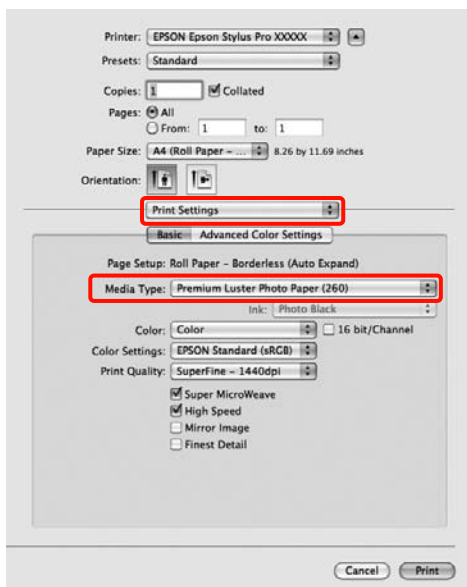 Printer: EPSON Epson Stylus Pro XXXXX
Presets: Standard
Copies: 1 Collated
Pages: All
From: 1 to: 1
Paper Size: A4 (Roll Paper – ... 8.26 by 11.69 inches
Orientation:
Print Settings
Basic Advanced Color Settings
Page Setup: Roll Paper – Borderless (Auto Expand)
Media Type: Premium Luster Photo Paper (260)
Ink: Photo Black
Color: Color 16 bit/Channel
Color Settings: EPSON Standard (sRGB)
Print Quality: SuperFine – 1440dpi
Super MicroWeave
High Speed
Mirror Image
Finest Detail
Cancel Print